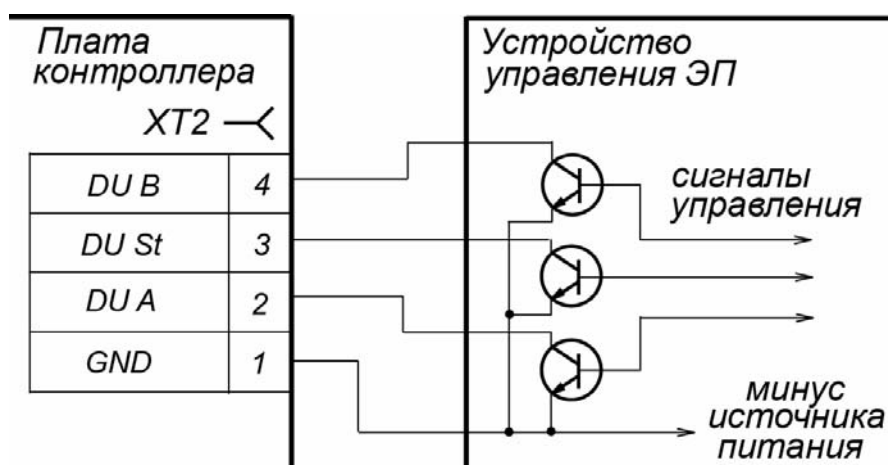 Плата
контроллера
XT2
DU B 4
DU St 3
DU A 2
GND 1
Устройство
управления ЭП
сигналы
управления
минус
источника
питания